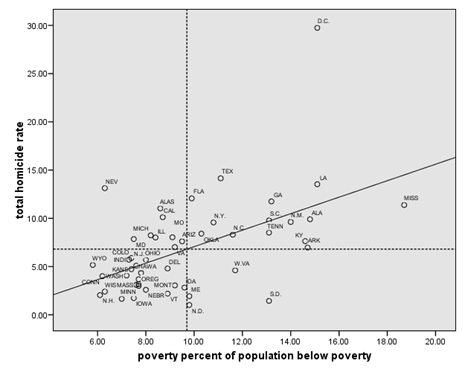 30.00
25.00
20.00
15.00
10.00
5.00
0.00
total homicide rate
D.C.
TEX
NEV
LA
FLA
GA
MISS
ALAS
CAL
N.Y.
S.C.
N.M.
ALA
MO
TENN
MICH
ILL
ARIZ
OKLA
N.C.
KY
ARK
MD
VA
COLO
N.J.
OHIO
WYO
DEL
W.VA
KANS
WASH
CONN
OREG
MONT
IDA
WIS
MASS
ME
N.H.
MINN
NEBR
VT
IOWA
N.D.
S.D.
6.00 8.00 10.00 12.00 14.00 16.00 18.00 20.00
poverty percent of population below poverty